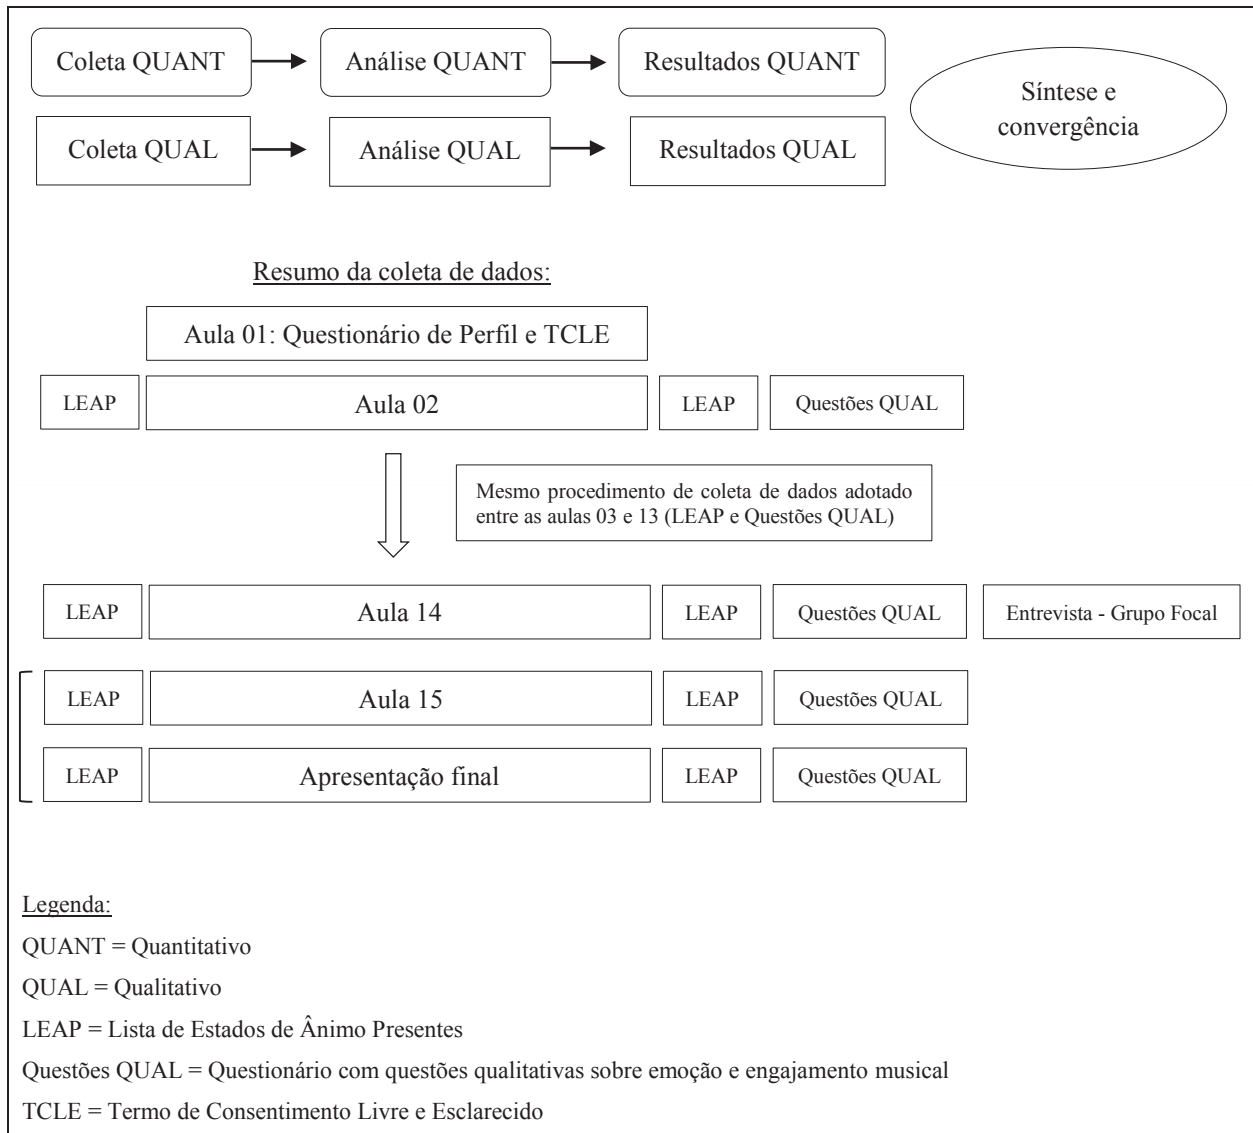 Coleta QUANT
Análise QUANT
Resultados QUANT
Síntese e
convergência
Coleta QUAL
Análise QUAL
Resultados QUAL
Resumo da coleta de dados:
Aula 01: Questionário de Perfil e TCLE
LEAP
Aula 02
LEAP
Questões QUAL
Mesmo procedimento de coleta de dados adotado
entre as aulas 03 e 13 (LEAP e Questões QUAL)
LEAP
Aula 14
LEAP
Questões QUAL
Entrevista - Grupo Focal
LEAP
Aula 15
LEAP
Questões QUAL
LEAP
Apresentação final
LEAP
Questões QUAL
Legenda:
QUANT = Quantitativo
QUAL = Qualitativo
LEAP = Lista de Estados de Ânimo Presentes
Questões QUAL = Questionário com questões qualitativas sobre emoção e engajamento musical
TCLE = Termo de Consentimento Livre e Esclarecido